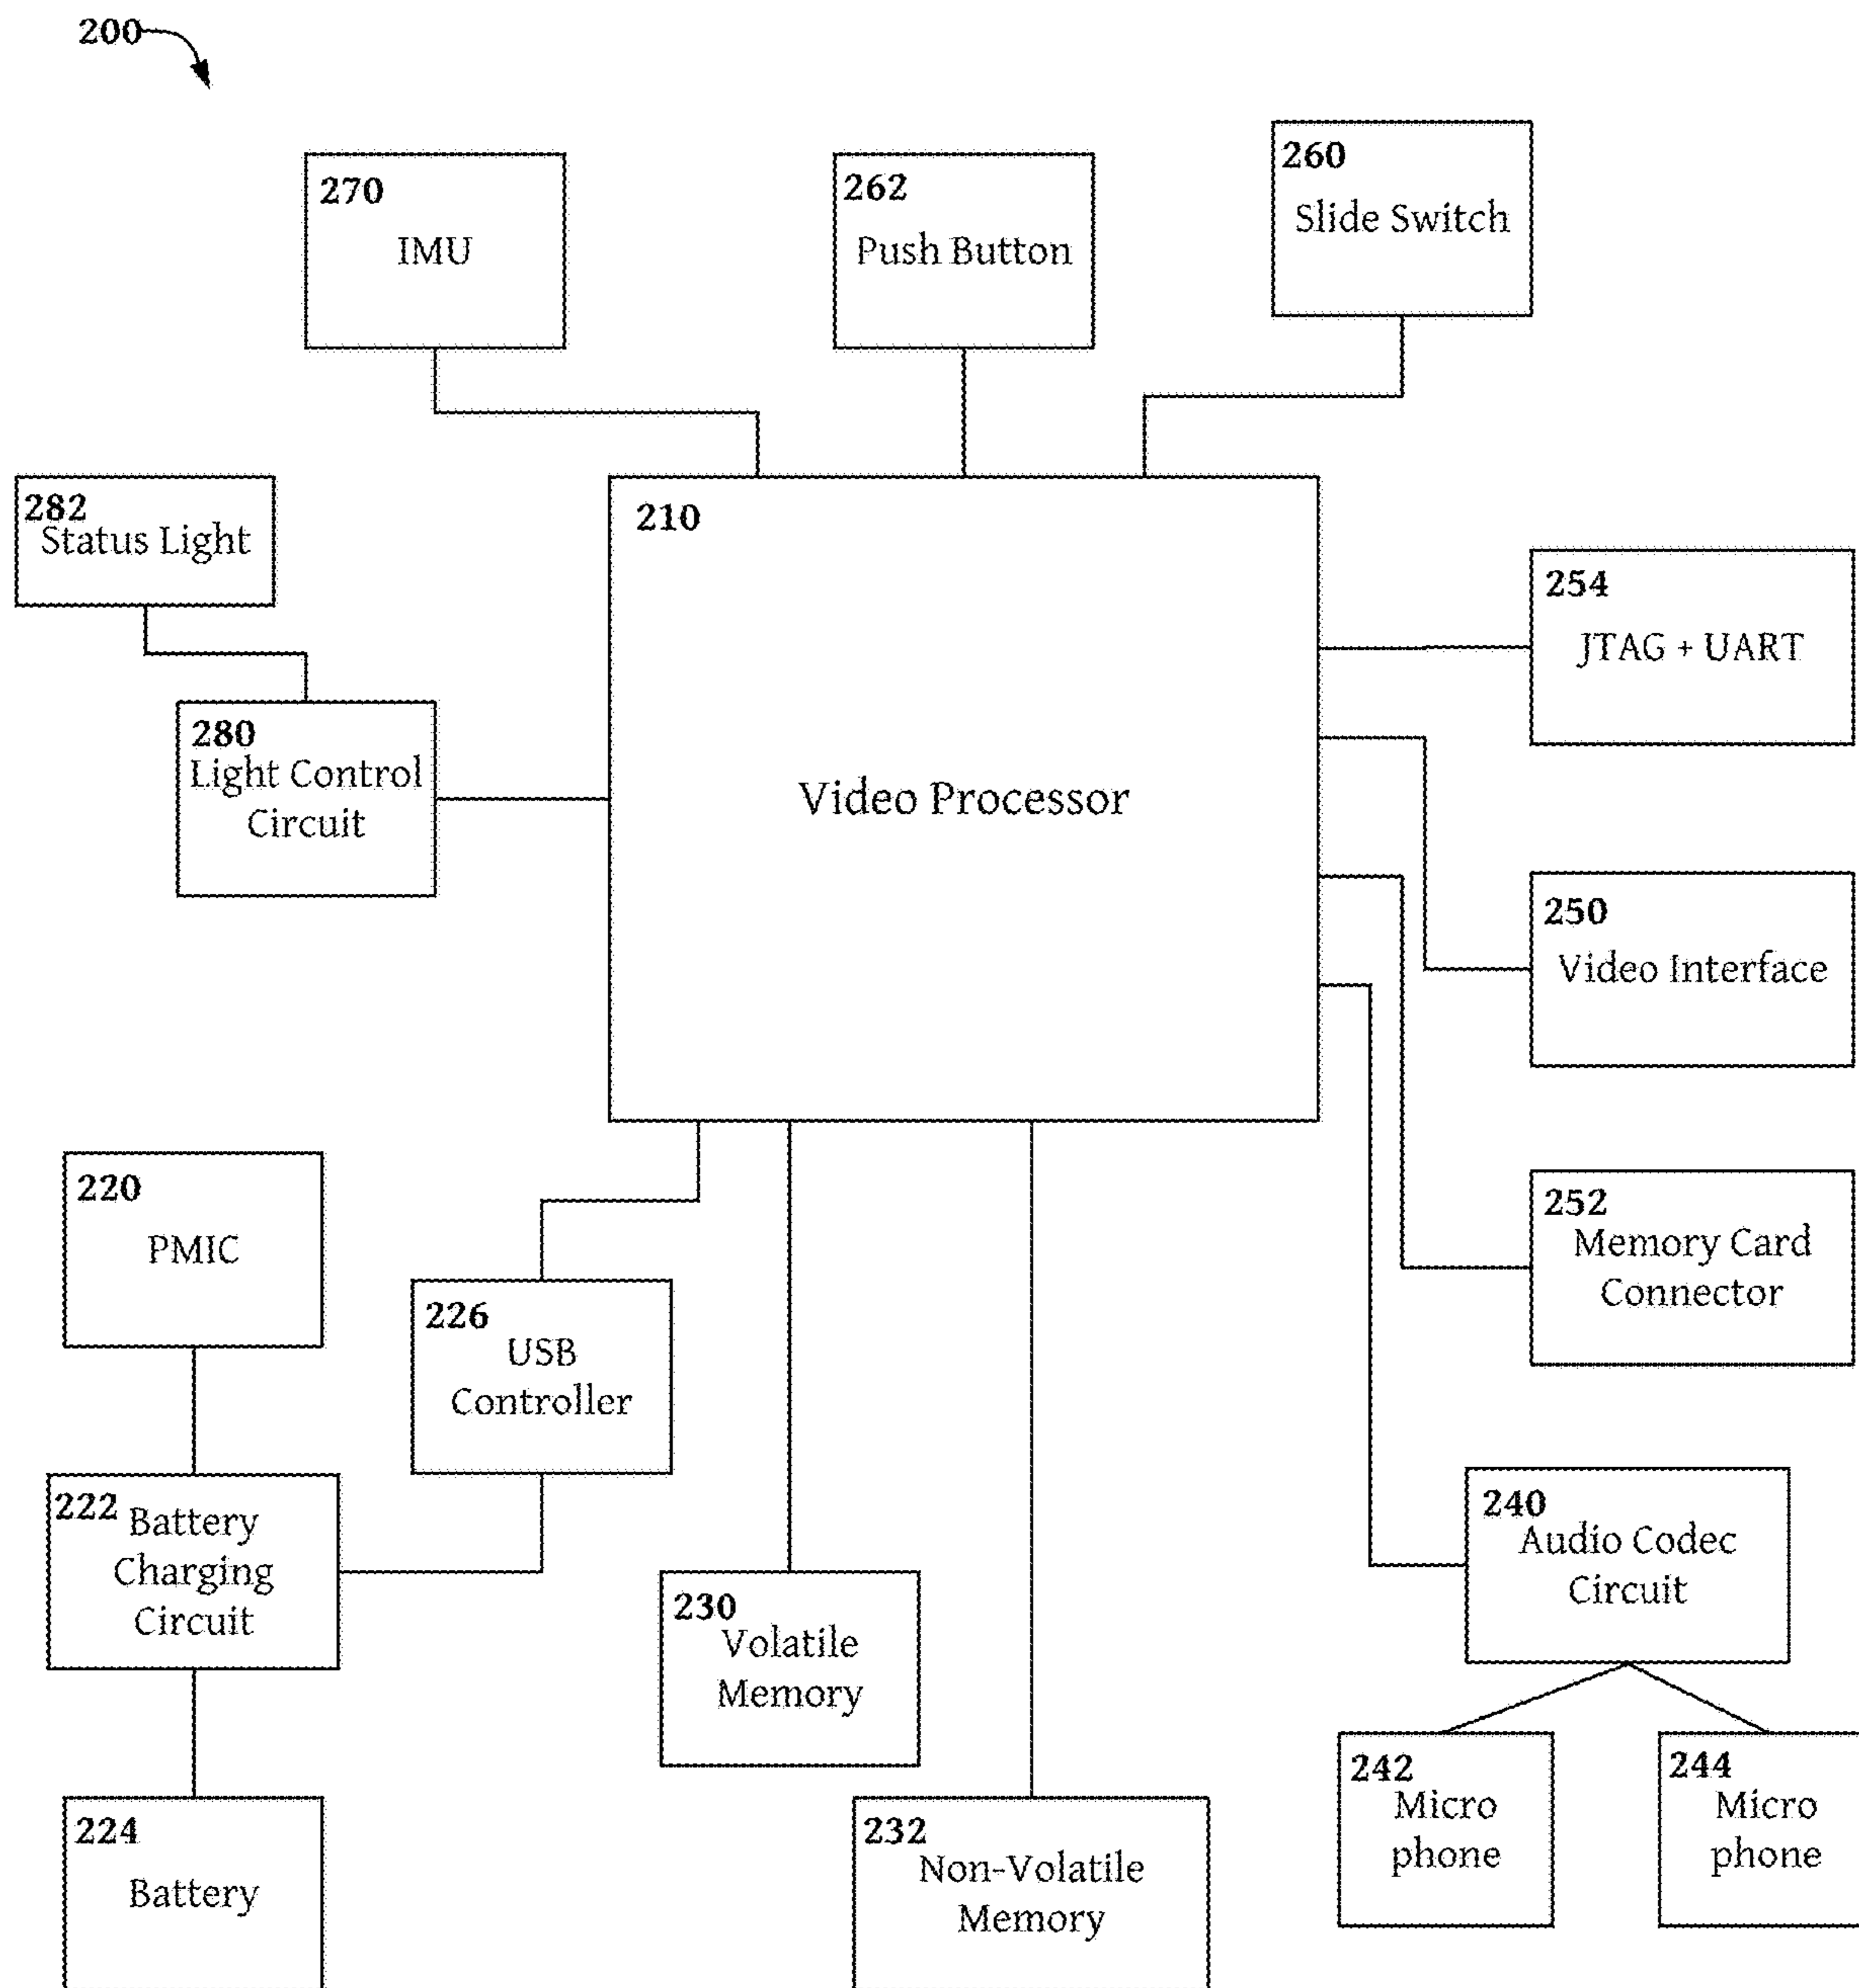 200
260
Slide Switch
270
IMU
262
Push Button
282
Status Light
210
Video Processor
254
JTAG + UART
280
Light Control
Circuit
250
Video Interface
220
PMIC
252
Memory Card
Connector
226
USB
Controller
222 Battery
Charging
Circuit
240
Audio Codec
Circuit
230
Volatile
Memory
242
Micro
phone
244
Micro
phone
224
Battery
232
Non-Volatile
Memory